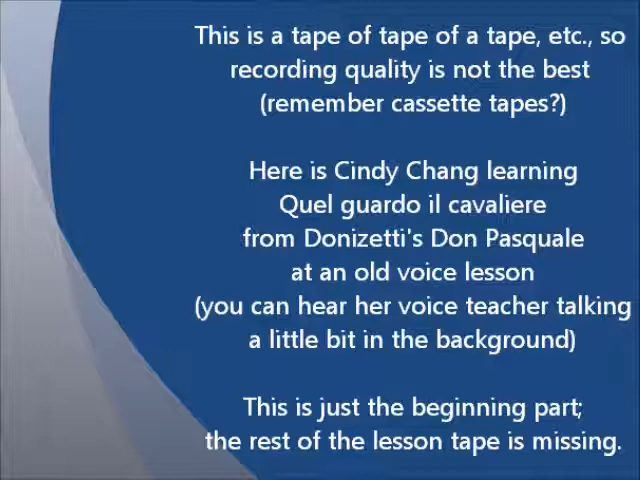 This is a tape of tape of a tape, etc., so
recording quality is not the best
(remember cassette tapes?)
Here is Cindy Chang learning
Quel guardo il cavaliere
from Donizetti's Don Pasquale
at an old voice lesson
(you can hear her voice teacher talking
a little bit in the background)
This is just the beginning part;
the rest of the lesson tape is missing.